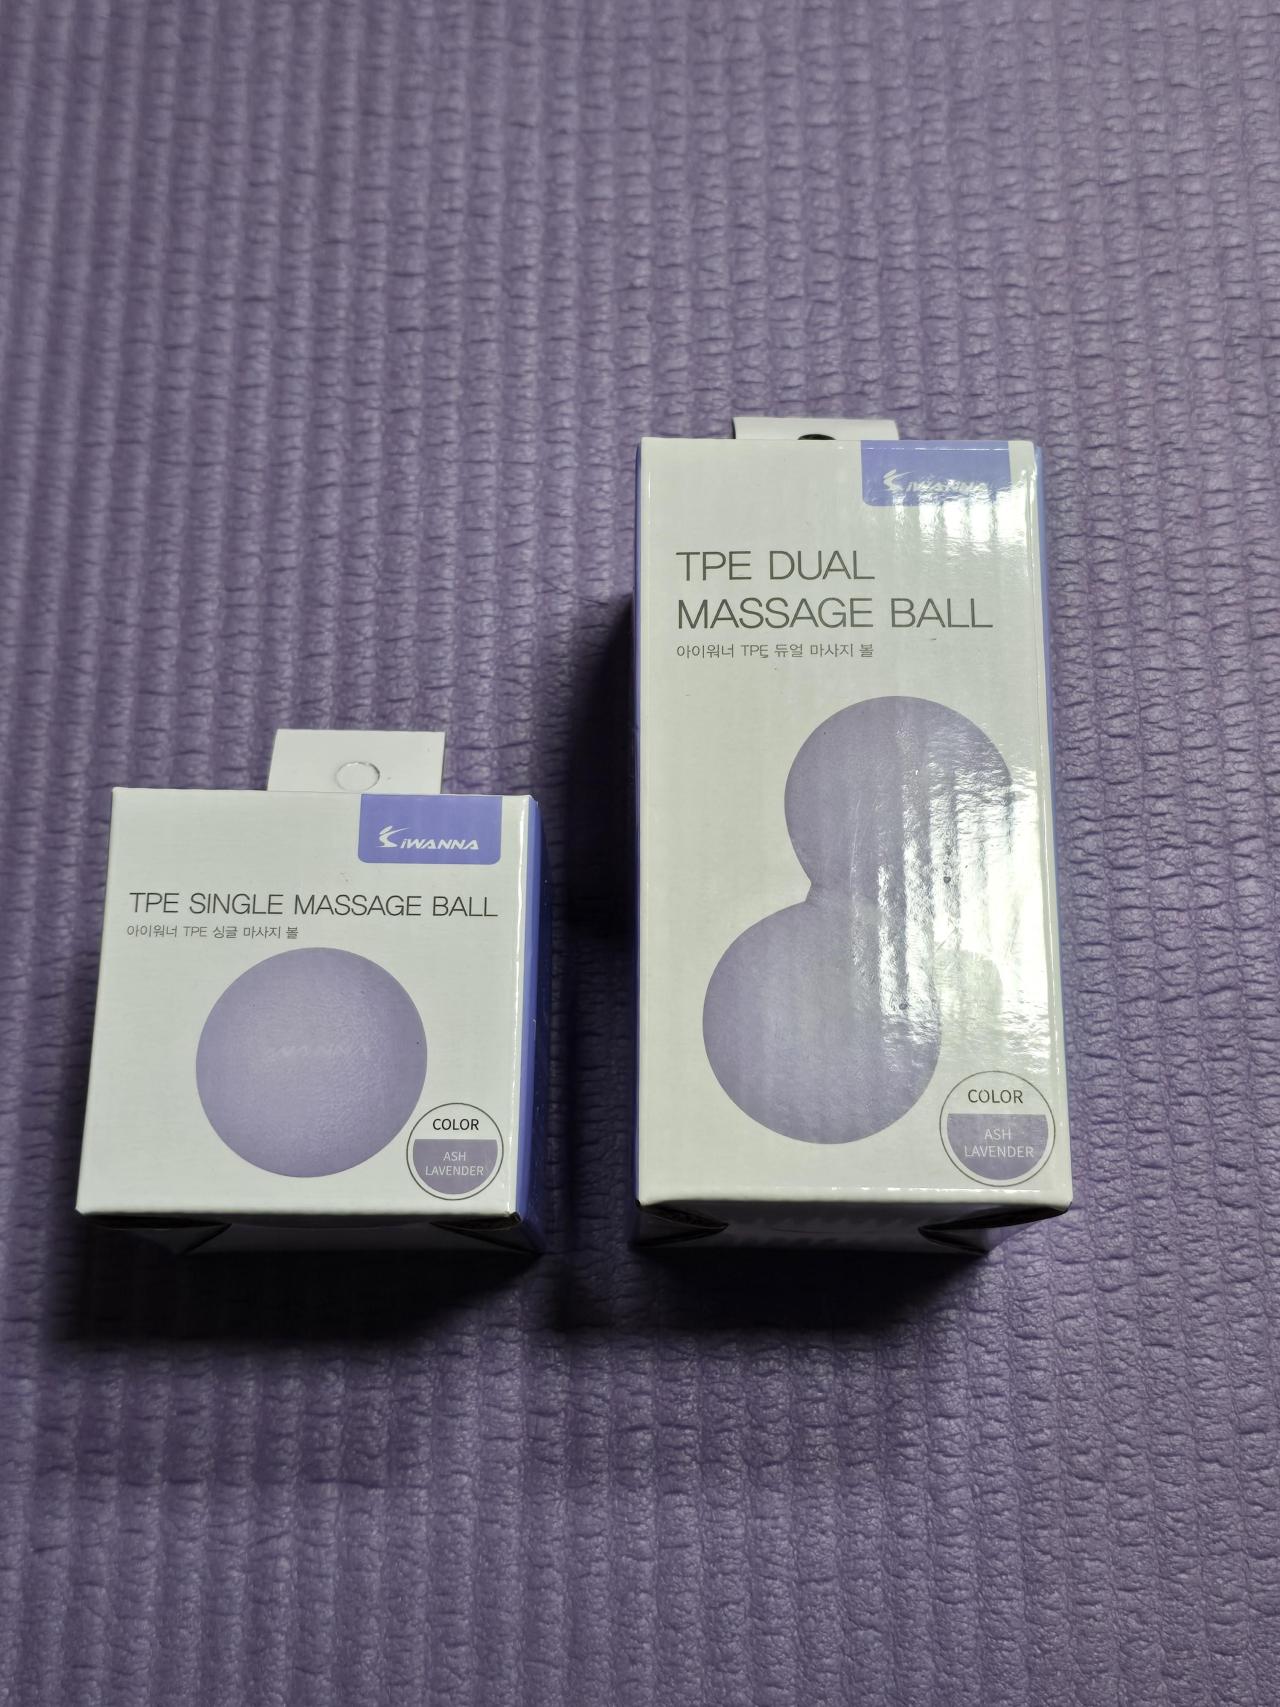 iWANNA
TPE SINGLE MASSAGE BALL
아이워너 TPE 싱글 마사지 볼
COLOR
ASH
LAVENDER
iWANNA
TPE DUAL
MASSAGE BALL
아이워너 TPE 듀얼 마사지 볼
COLOR
ASH
LAVENDER